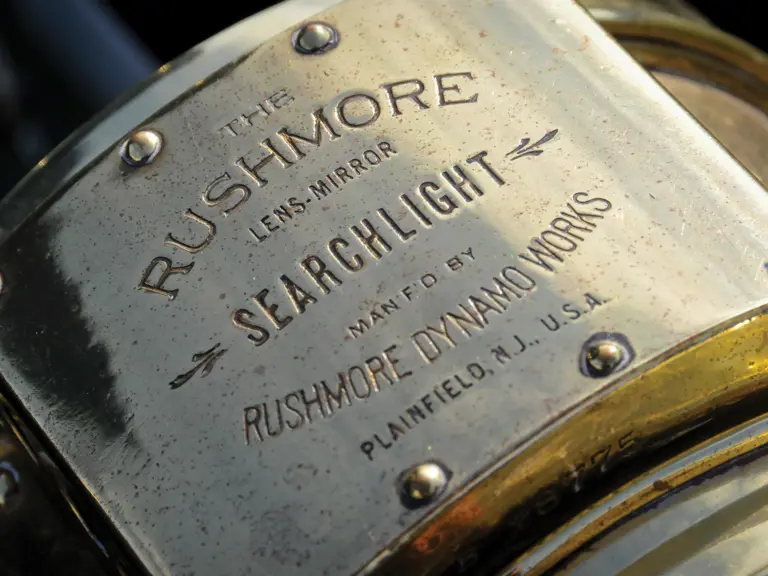 THE
RUSHMORE
LENS-MIRROR
SEARCHLIGHT
MAN'F'D BY
RUSHMORE DYNAMO WORKS
PLAINFIELD, N.J., U.S.A.